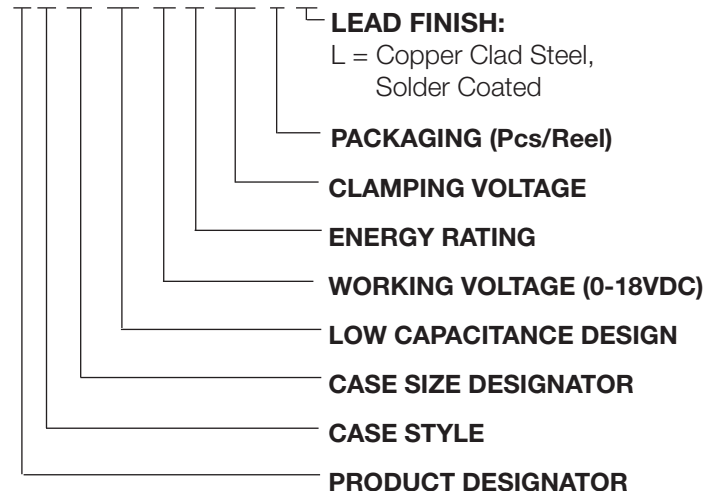 LEAD FINISH:
L = Copper Clad Steel,
Solder Coated
PACKAGING (Pcs/Reel)
CLAMPING VOLTAGE
ENERGY RATING
WORKING VOLTAGE (0-18VDC)
LOW CAPACITANCE DESIGN
CASE SIZE DESIGNATOR
CASE STYLE
PRODUCT DESIGNATOR